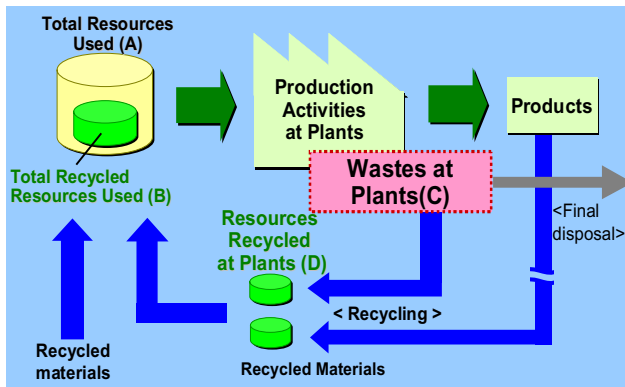 Total Resources
Used (A)
Production
Activities
at Plants
Products
Total Recycled
Resources Used (B)
Wastes at
Plants(C)
<Final
disposal>
Resources
Recycled
at Plants (D)
< Recycling >
Recycled
materials
Recycled Materials